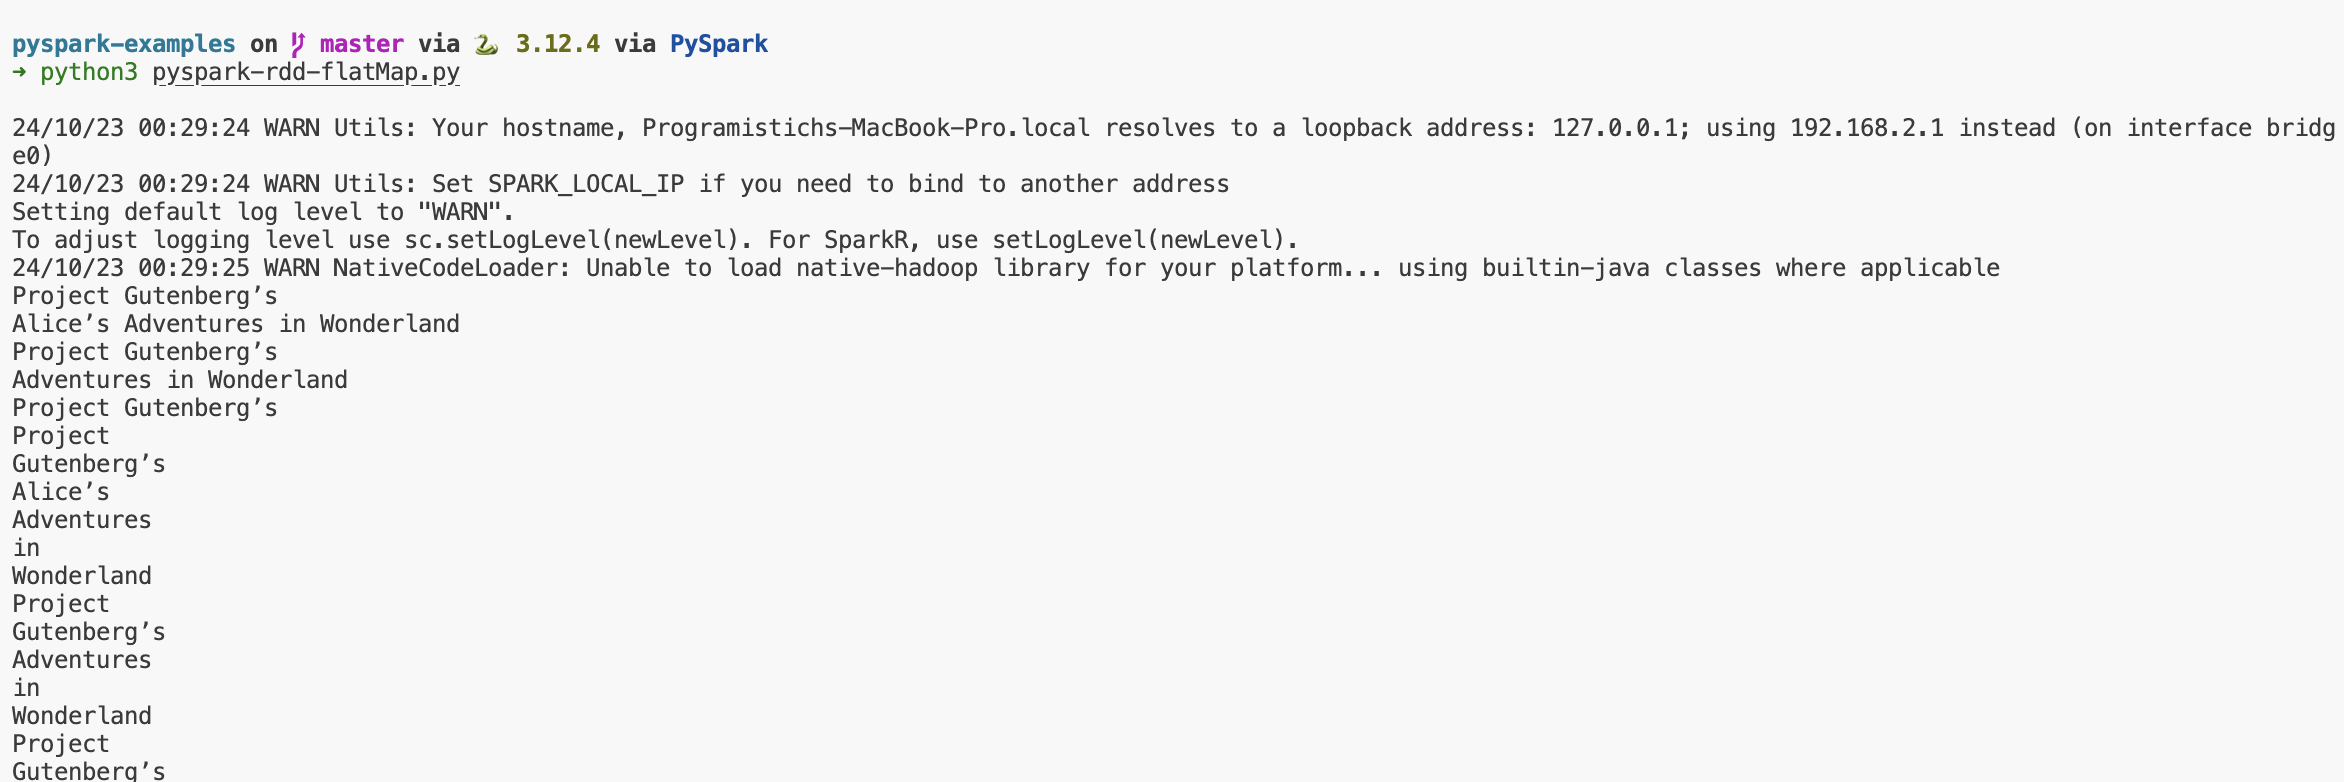 pyspark-examples on master via 🐍 3.12.4 via PySpark
➜ python3 pyspark-rdd-flatMap.py
24/10/23 00:29:24 WARN Utils: Your hostname, Programistichs-MacBook-Pro.local resolves to a loopback address: 127.0.0.1; using 192.168.2.1 instead (on interface bridg
e0)
24/10/23 00:29:24 WARN Utils: Set SPARK_LOCAL_IP if you need to bind to another address
Setting default log level to "WARN".
To adjust logging level use sc.setLogLevel(newLevel). For SparkR, use setLogLevel(newLevel).
24/10/23 00:29:25 WARN NativeCodeLoader: Unable to load native-hadoop library for your platform... using builtin-java classes where applicable
Project Gutenberg’s
Alice’s Adventures in Wonderland
Project Gutenberg’s
Adventures in Wonderland
Project Gutenberg’s
Project
Gutenberg’s
Alice’s
Adventures
in
Wonderland
Project
Gutenberg’s
Adventures
in
Wonderland
Project
Gutenberg’s